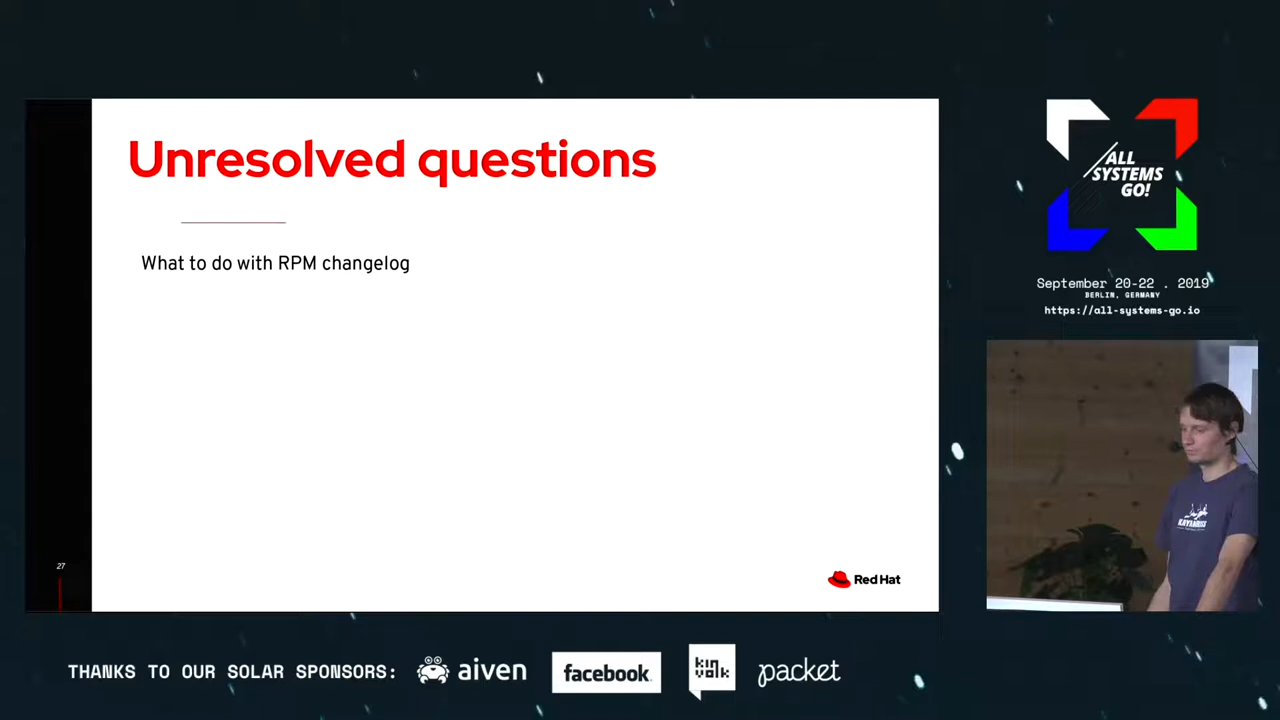 Unresolved questions
What to do with RPM changelog
27
Red Hat
ALL
SYSTEMS
GO!
September 20-22 . 2019
BERLIN, GERMANY
https://all-systems-go.io
THANKS TO OUR SOLAR SPONSORS:
aiven
facebook
kinvolk
packet